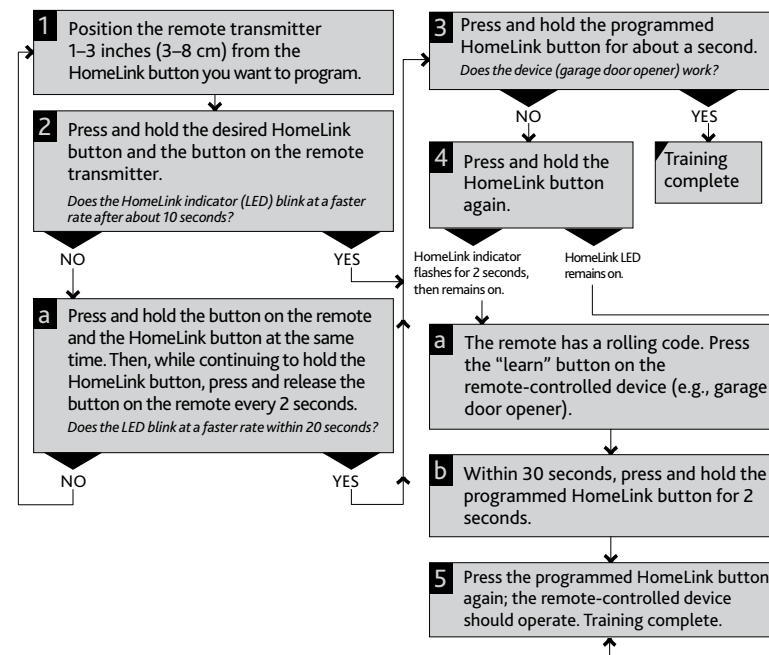 1
Position the remote transmitter
1–3 inches (3–8 cm) from the
HomeLink button you want to program.
2
Press and hold the desired HomeLink
button and the button on the remote
transmitter.
Does the HomeLink indicator (LED) blink at a faster
rate after about 10 seconds?
NO
YES
a
Press and hold the button on the remote
and the HomeLink button at the same
time. Then, while continuing to hold the
HomeLink button, press and release the
button on the remote every 2 seconds.
Does the LED blink at a faster rate within 20 seconds?
NO
YES
3
Press and hold the programmed
HomeLink button for about a second.
Does the device (garage door opener) work?
NO
YES
4
Press and hold the
HomeLink button
again.
Training
complete
HomeLink indicator
flashes for 2 seconds,
then remains on.
HomeLink LED
remains on.
a
The remote has a rolling code. Press
the “learn” button on the
remote-controlled device (e.g., garage
door opener).
b
Within 30 seconds, press and hold the
programmed HomeLink button for 2
seconds.
5
Press the programmed HomeLink button
again; the remote-controlled device
should operate. Training complete.